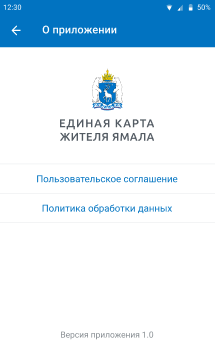 12:30
50%
О приложении
ЕДИНАЯ КАРТА
ЖИТЕЛЯ ЯМАЛА
Пользовательское соглашение
Политика обработки данных
Версия приложения 1.0